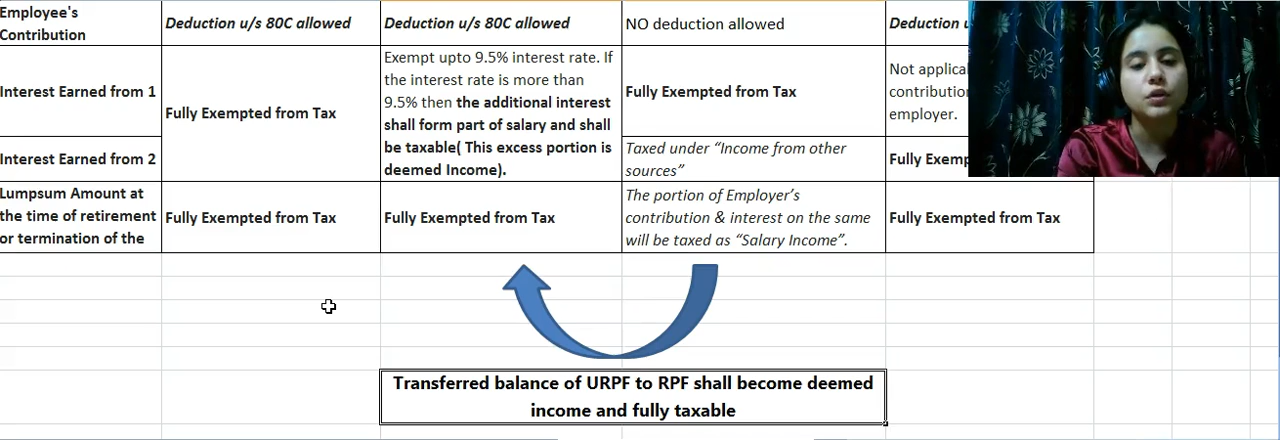 Employee's
Contribution
Deduction u/s 80C allowed
Deduction u/s 80C allowed
NO deduction allowed
Deduction
Interest Earned from 1
Fully Exempted from Tax
Exempt upto 9.5% interest rate. If
the interest rate is more than
9.5% then the additional interest
shall form part of salary and shall
be taxable( This excess portion is
deemed Income).
Fully Exempted from Tax
Not
contribution
employer.
Interest Earned from 2
Taxed under “Income from other
sources”
Fully
Lumpsum Amount at
the time of retirement
or termination of the
Fully Exempted from Tax
Fully Exempted from Tax
The portion of Employer’s
contribution & interest on the same
will be taxed as “Salary Income”.
Fully Exempted from Tax
Transferred balance of URPF to RPF shall become deemed
income and fully taxable